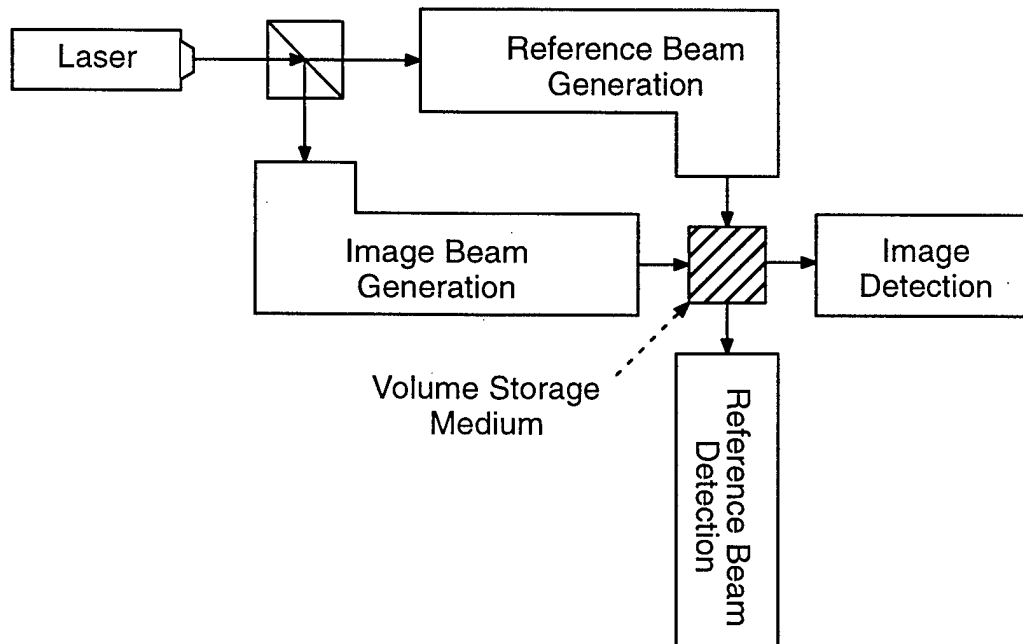 Laser
Reference Beam
Generation
Image Beam
Generation
Image
Detection
Volume Storage
Medium
Reference Beam
Detection